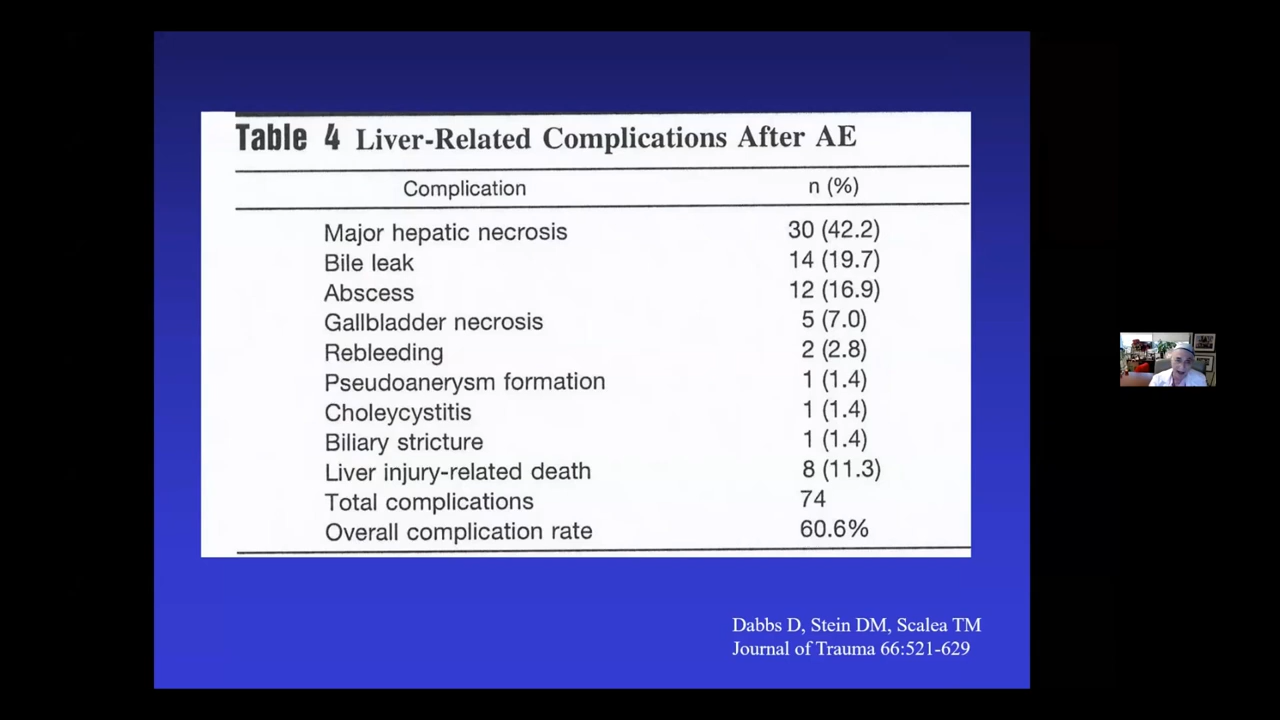 Table 4 Liver-Related Complications After AE
Complication n (%)
Major hepatic necrosis 30 (42.2)
Bile leak 14 (19.7)
Abscess 12 (16.9)
Gallbladder necrosis 5 (7.0)
Rebleeding 2 (2.8)
Pseudoanerysm formation 1 (1.4)
Choleycystitis 1 (1.4)
Biliary stricture 1 (1.4)
Liver injury-related death 8 (11.3)
Total complications 74
Overall complication rate 60.6%
Dabbs D, Stein DM, Scalea TM
Journal of Trauma 66:521-629